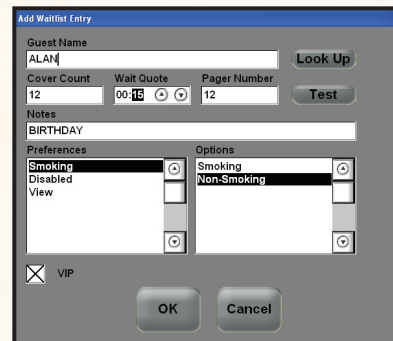 Add Waitlist Entry
Guest Name
ALAN
Look Up
Cover Count Wait Quote Pager Number
12 00:15 12 Test
Notes
BIRTHDAY
Preferences Options
Smoking Smoking
Disabled Non-Smoking
View
VIP
OK Cancel